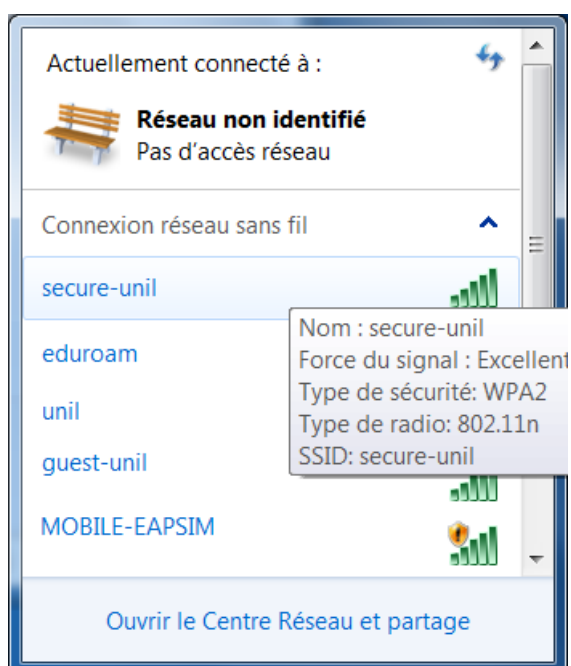 Actuellement connecté à :
Réseau non identifié
Pas d'accès réseau
Connexion réseau sans fil
secure-unil
Nom : secure-unil
Force du signal : Excellent
Type de sécurité: WPA2
Type de radio: 802.11n
SSID: secure-unil
eduroam
unil
guest-unil
MOBILE-EAPSIM
Ouvrir le Centre Réseau et partage